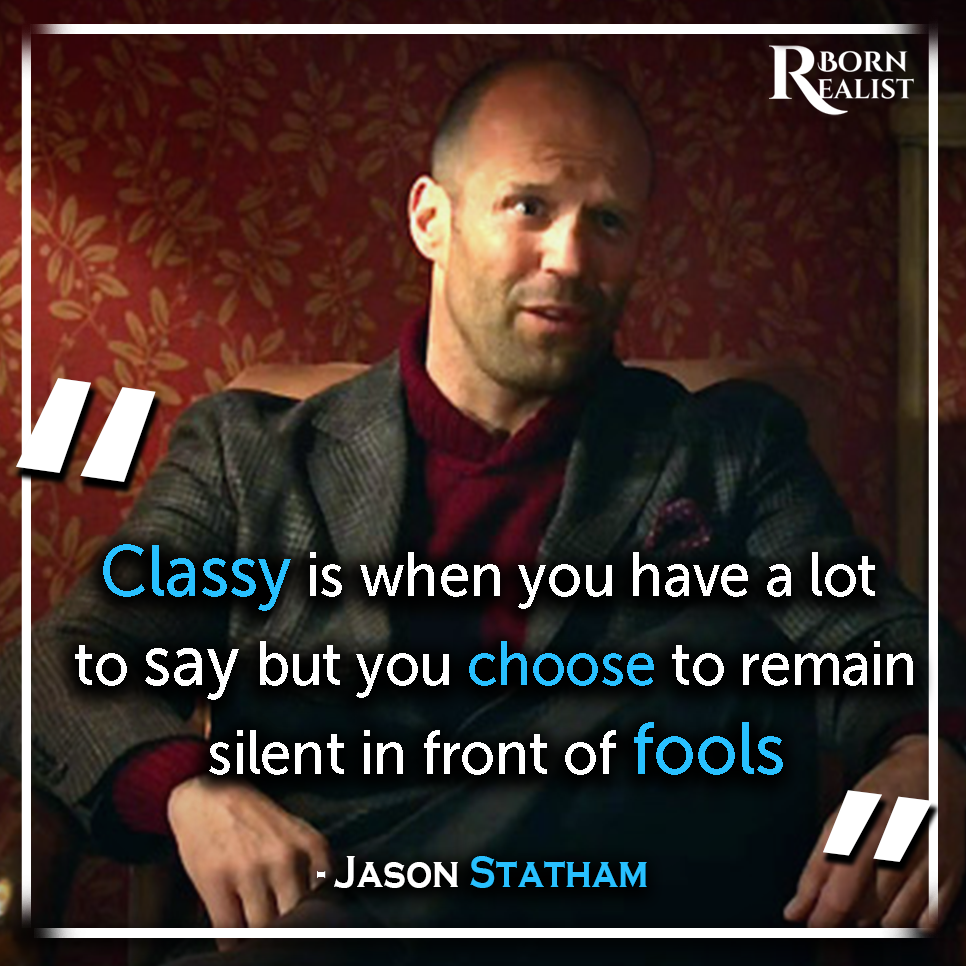 BORN
REALIST
"
Classy is when you have a lot
to say but you choose to remain
silent in front of fools
"
- JASON STATHAM